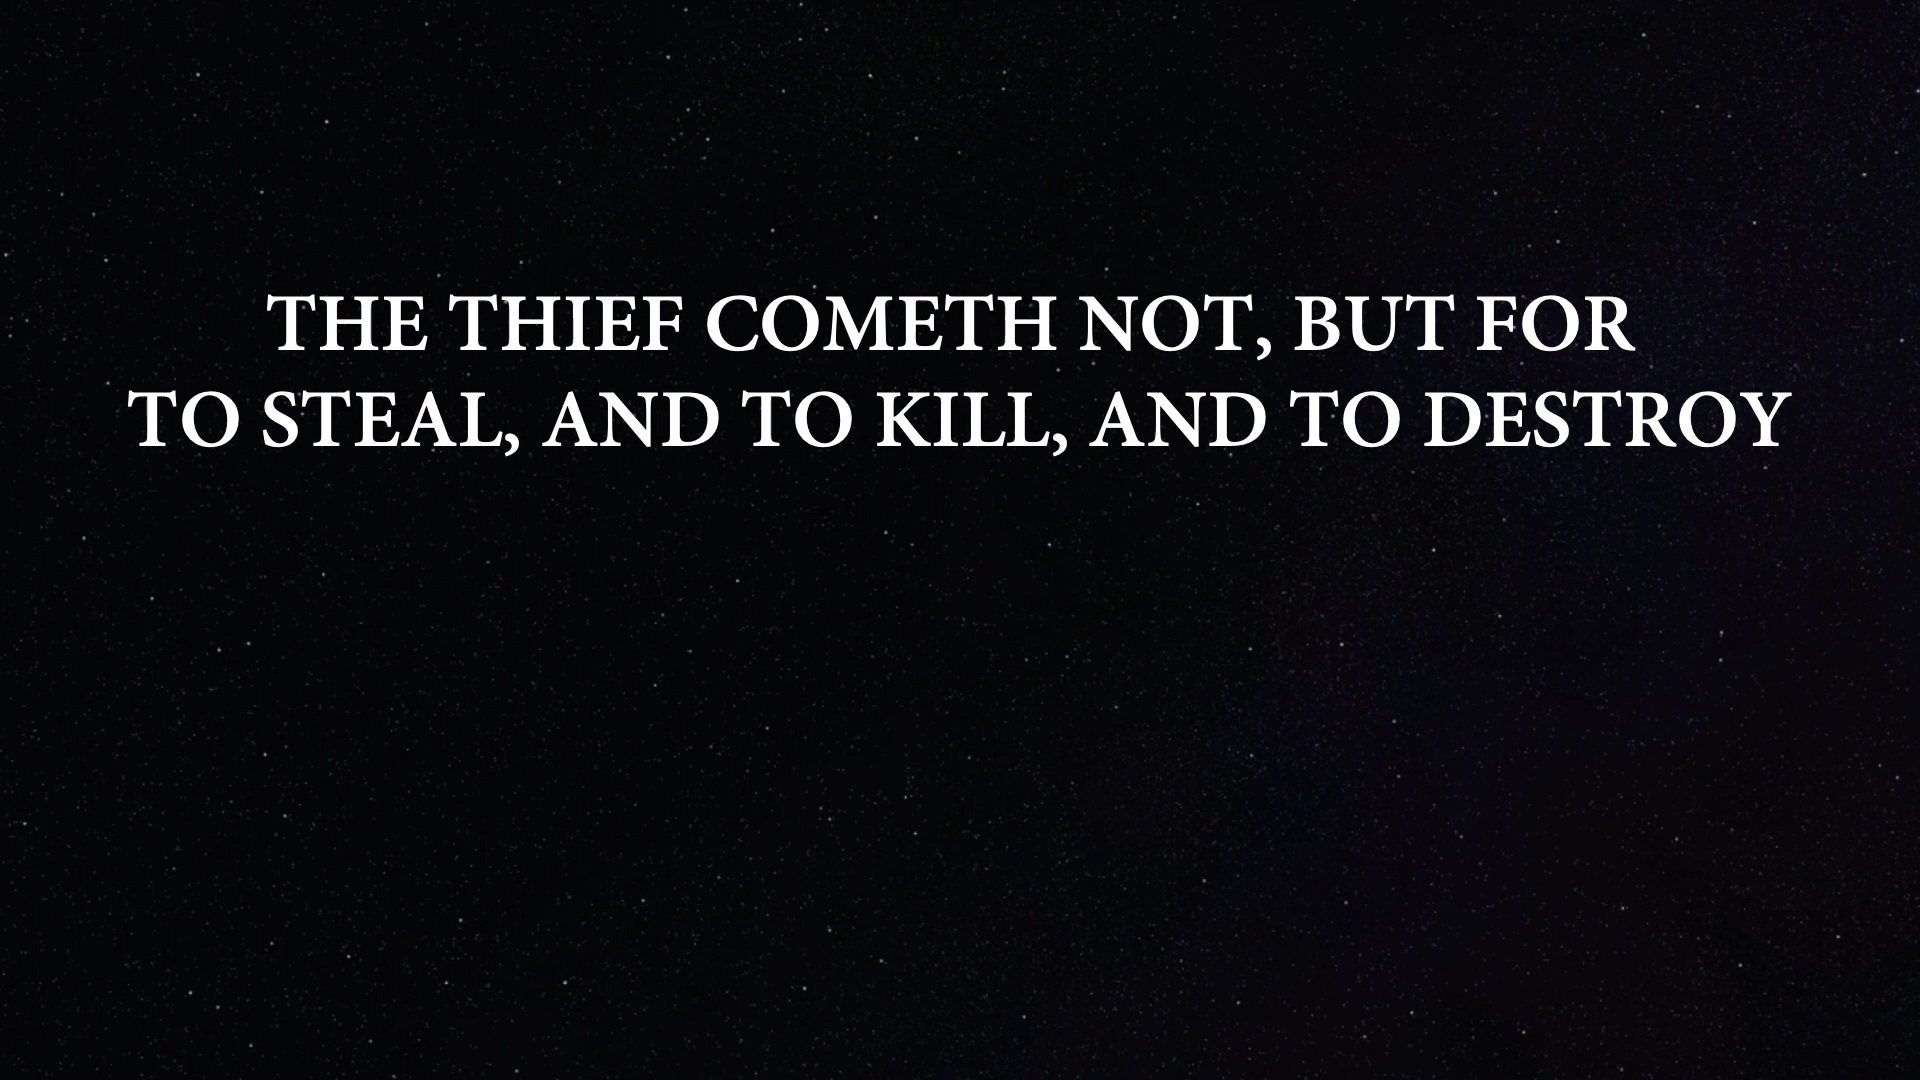 THE THIEF COMETH NOT, BUT FOR
TO STEAL, AND TO KILL, AND TO DESTROY